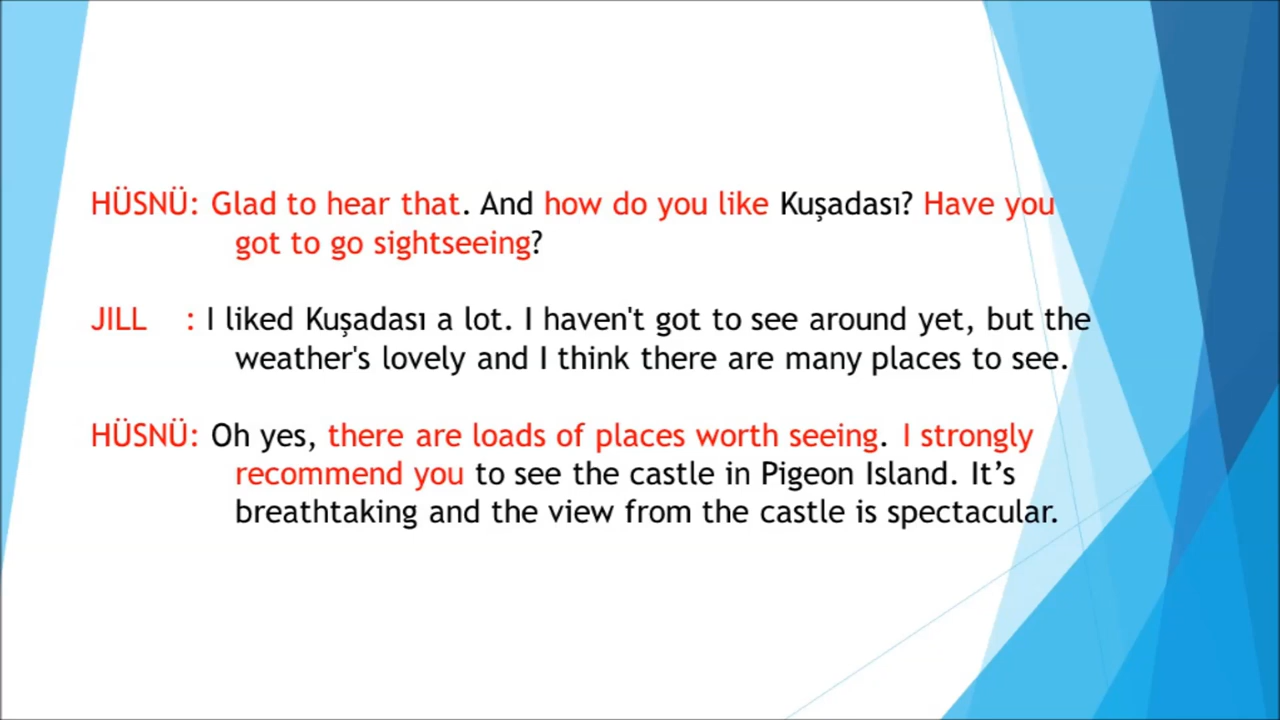 HÜSNÜ: Glad to hear that. And how do you like Kuşadası? Have you
got to go sightseeing?
JILL : I liked Kuşadası a lot. I haven't got to see around yet, but the
weather's lovely and I think there are many places to see.
HÜSNÜ: Oh yes, there are loads of places worth seeing. I strongly
recommend you to see the castle in Pigeon Island. It’s
breathtaking and the view from the castle is spectacular.